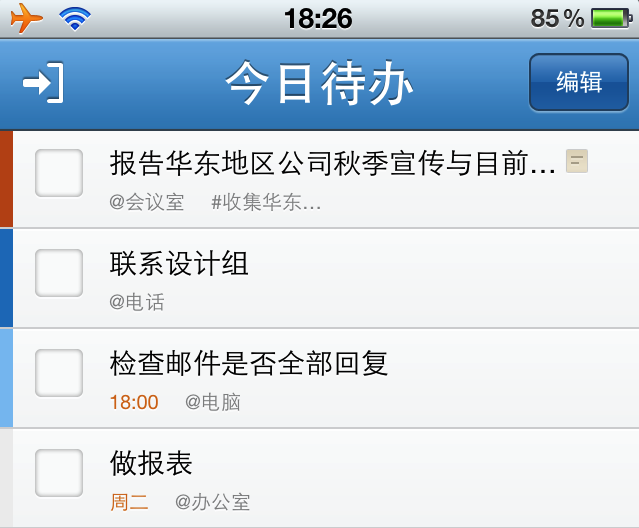 18:26
85%
今日待办
编辑
报告华东地区公司秋季宣传与目前…
@会议室 #收集华东…
联系设计组
@电话
检查邮件是否全部回复
18:00 @电脑
做报表
周二 @办公室